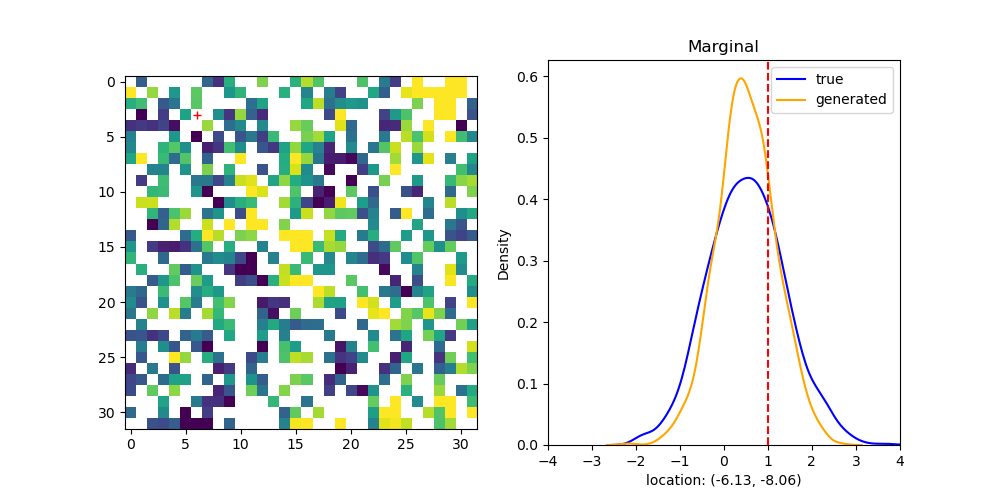 Marginal
0
5
10
15
20
25
30
0 5 10 15 20 25 30
Density
0.6
0.5
0.4
0.3
0.2
0.1
0.0
true
generated
−4 −3 −2 −1 0 1 2 3 4
location: (-6.13, -8.06)